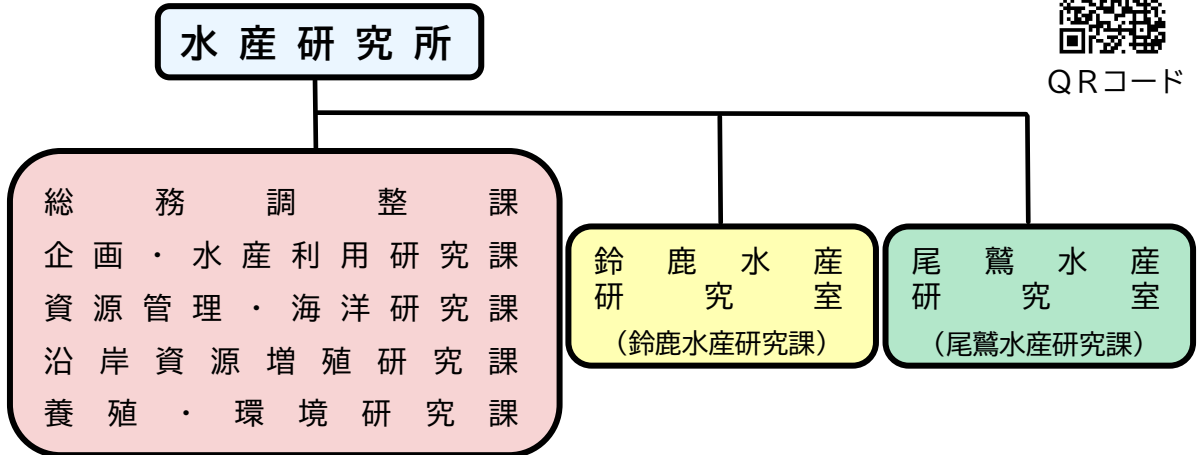 水産研究所
QRコード
総務調整課
企画・水産利用研究課
資源管理・海洋研究課
沿岸資源増殖研究課
養殖・環境研究課
鈴鹿水産
研究室
（鈴鹿水産研究課）
尾鷲水産
研究室
（尾鷲水産研究課）